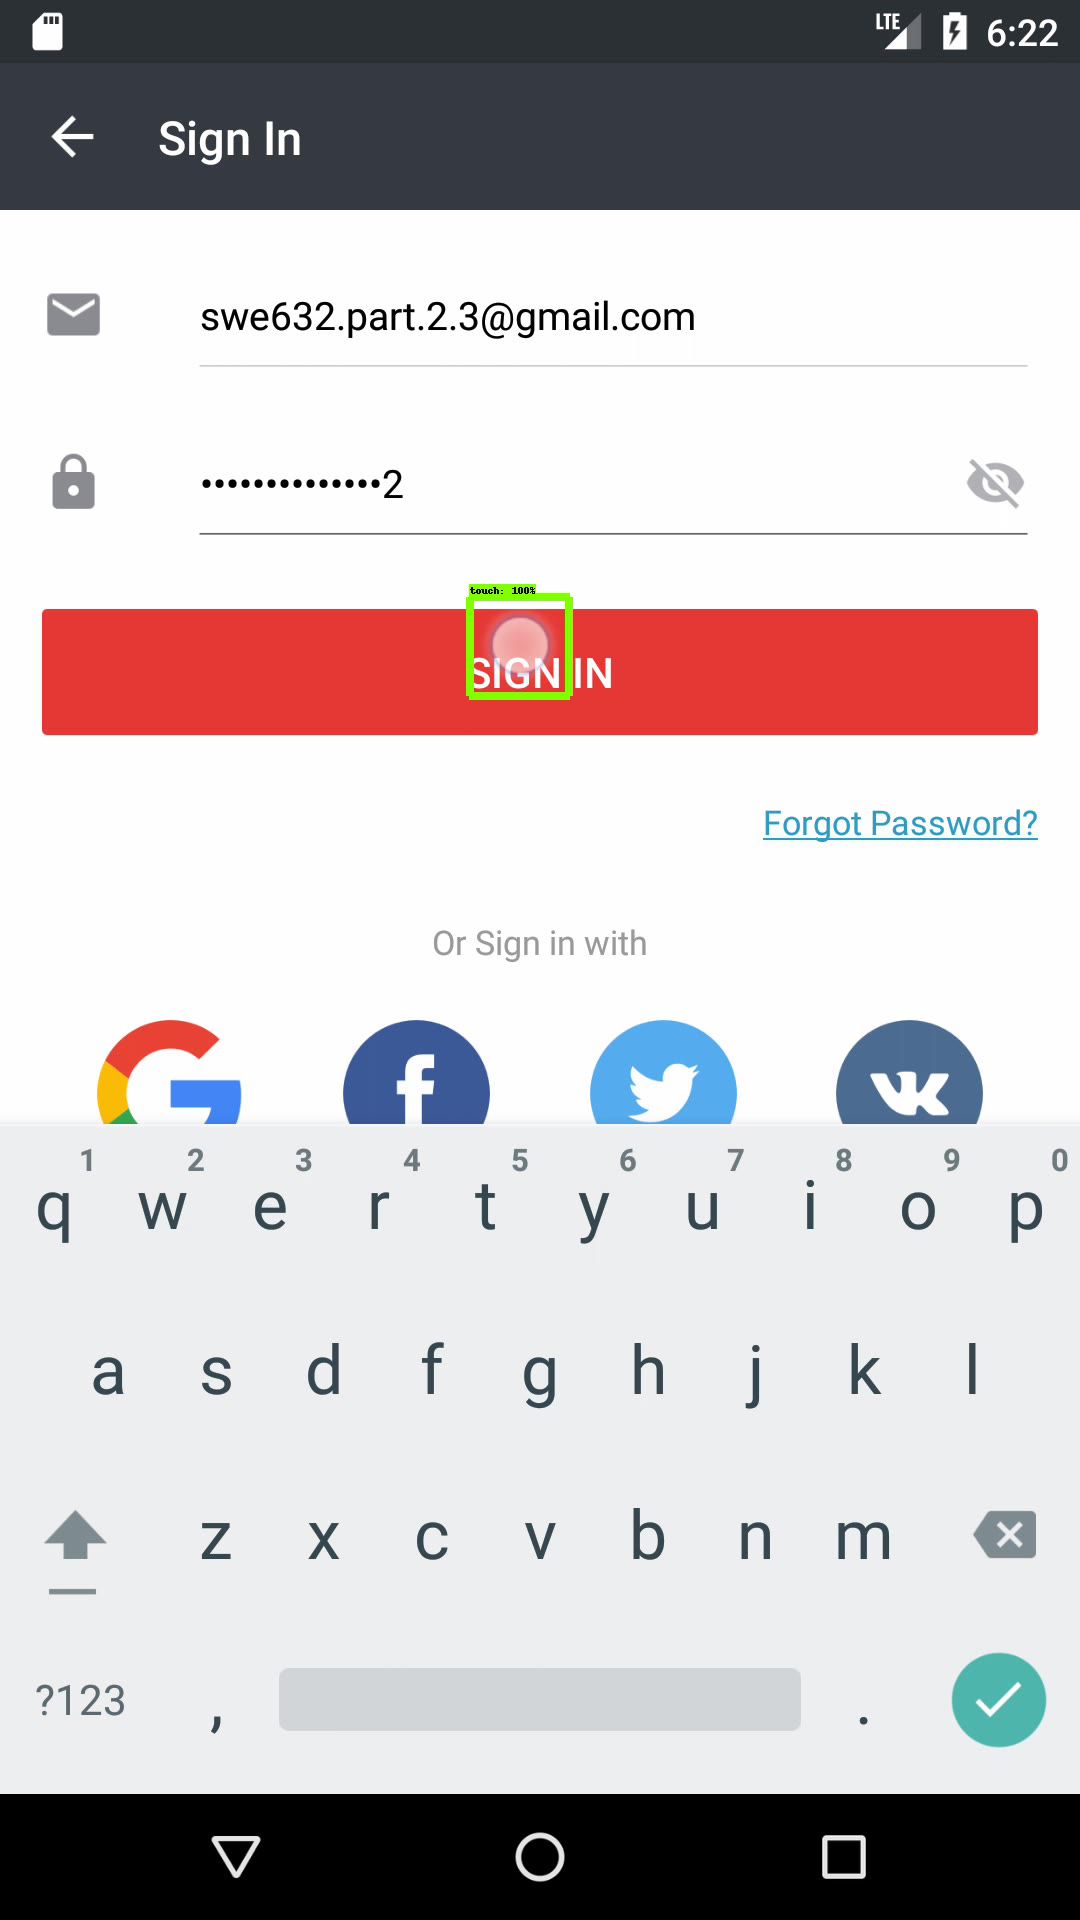 LTE 6:22
Sign In
swe632.part.2.3@gmail.com
••••••••••••••2
touch: 100%
SIGN IN
Forgot Password?
Or Sign in with
1 2 3 4 5 6 7 8 9 0
q w e r t y u i o p
a s d f g h j k l
z x c v b n m
?123 , .